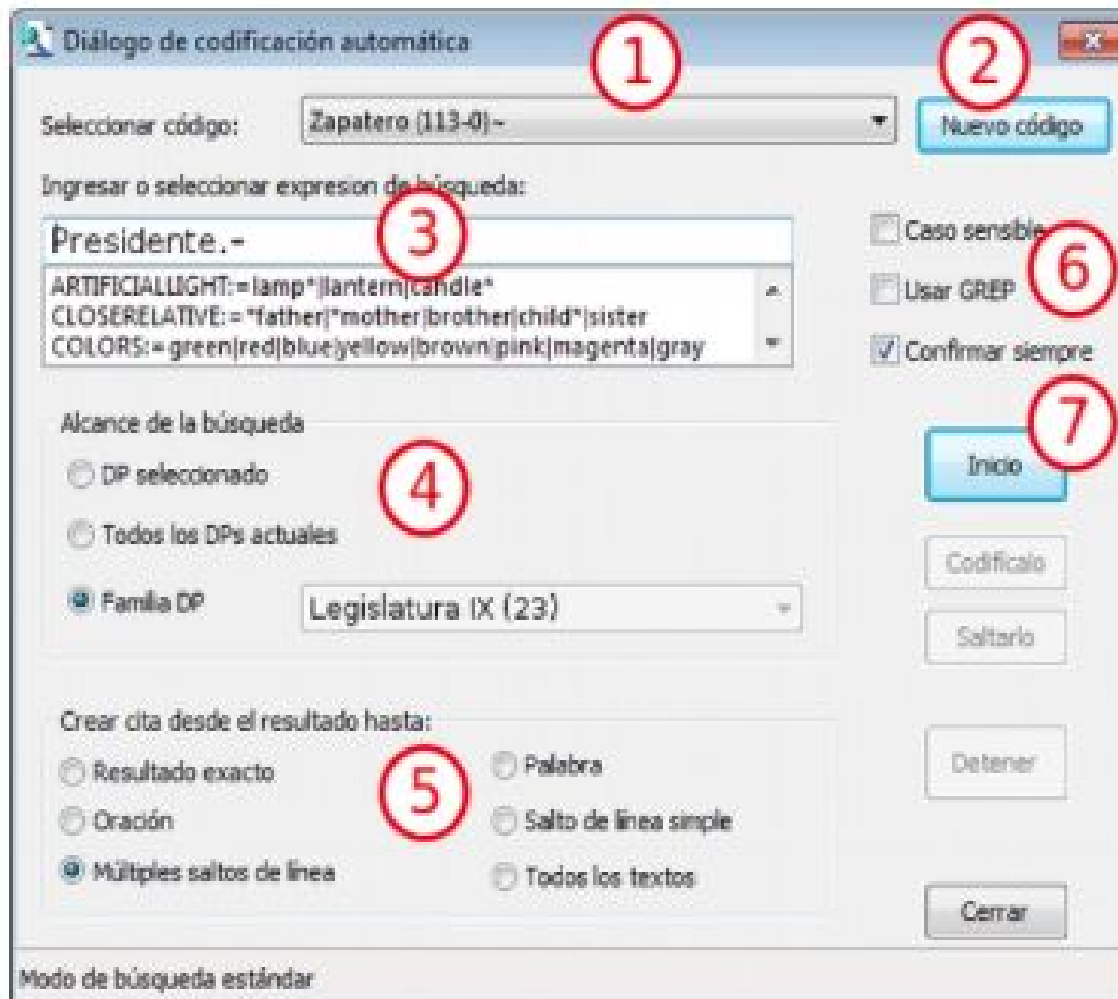 Diálogo de codificación automática
1
2
Seleccionar código: Zapatero (113-0)~ Nuevo código
Ingresar o seleccionar expresion de búsqueda:
3
Presidente.-
Caso sensible
6
ARTIFICIALLIGHT:=lamp*|lantern|candle*
Usar GREP
CLOSERELATIVE:=*father|*mother|brother|child*|sister
COLORS:=green|red|blue|yellow|brown|pink|magenta|gray
Confirmar siempre
7
Alcance de la búsqueda
Inicio
DP seleccionado
4
Todos los DPs actuales
Codifícalo
Familia DP Legislatura IX (23)
Saltarlo
Crear cita desde el resultado hasta:
Resultado exacto Palabra
5
Detener
Oración Salto de línea simple
Múltiples saltos de línea Todos los textos
Cerrar
Modo de búsqueda estándar